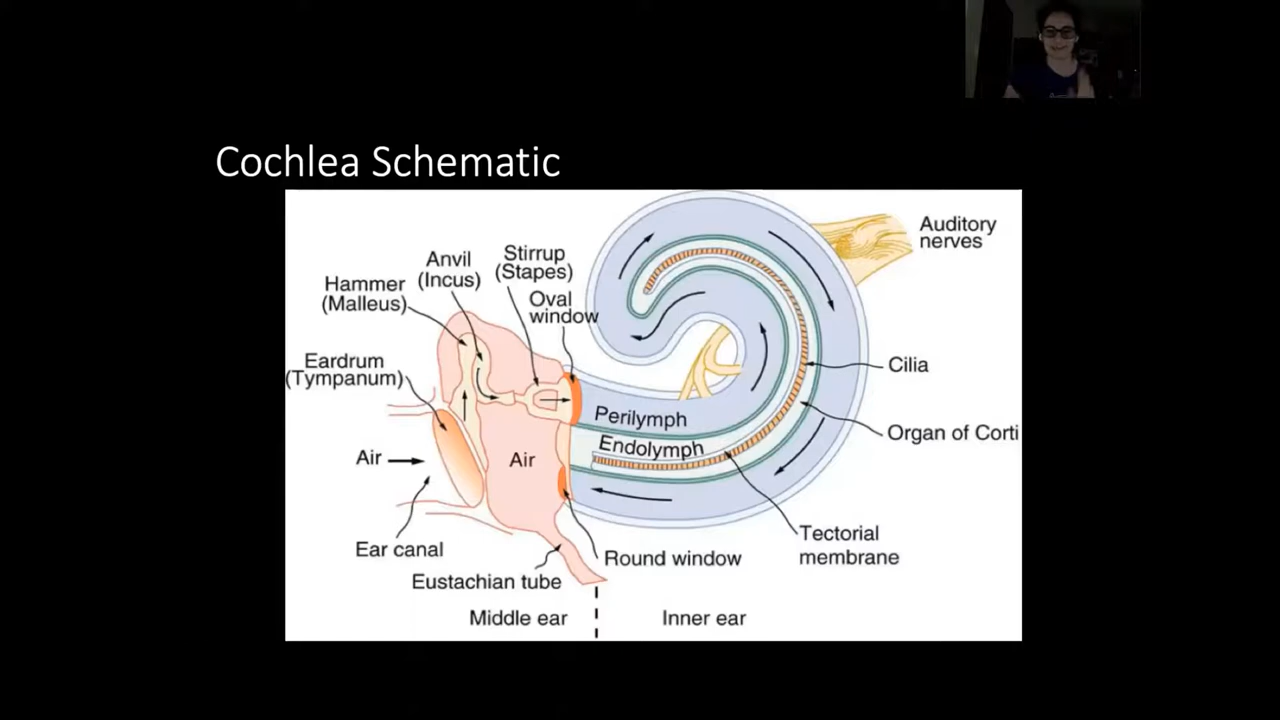 Cochlea Schematic
Auditory
nerves
Stirrup
(Stapes)
Anvil
(Incus)
Hammer
(Malleus)
Oval
window
Eardrum
(Tympanum)
Cilia
Perilymph
Organ of Corti
Endolymph
Air
Air
Tectorial
membrane
Ear canal
Round window
Eustachian tube
Middle ear
Inner ear